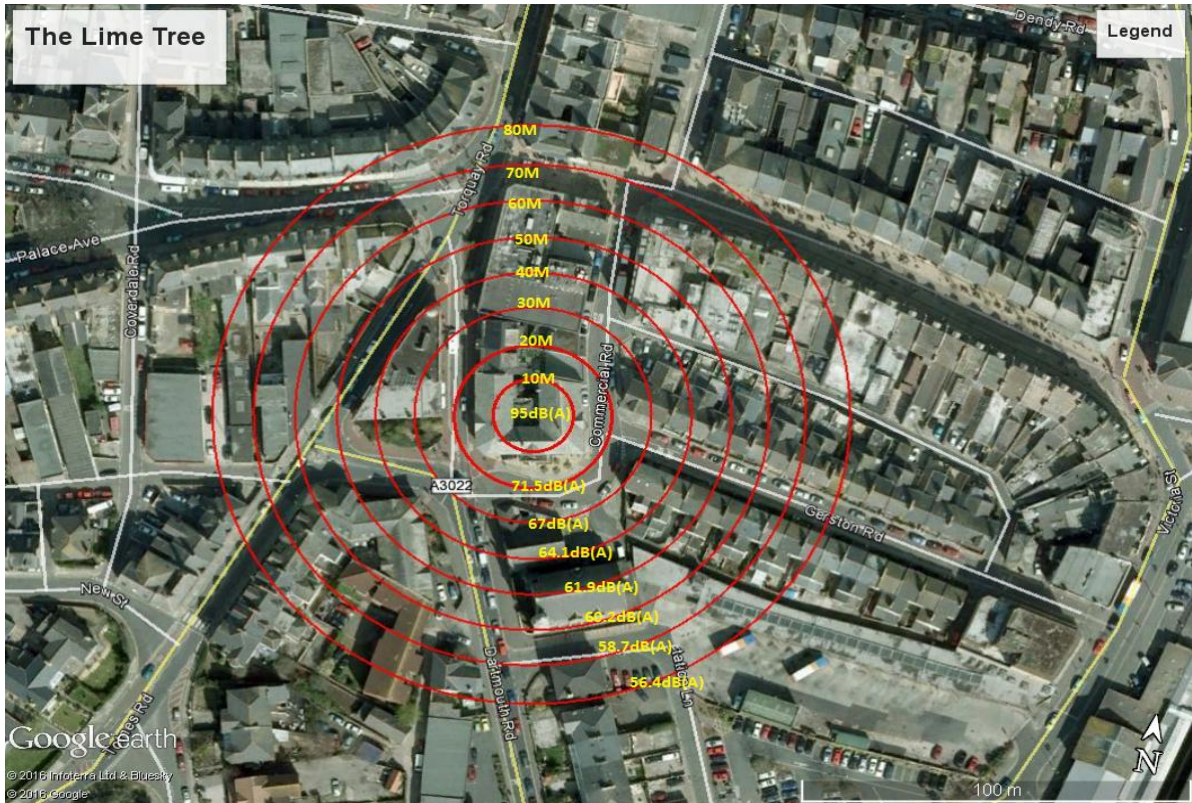 The Lime Tree
Legend
Dendy Rd
80M
Torquay Rd
70M
60M
Palace Ave
50M
Coverdale Rd
40M
30M
20M
10M
Commercial Rd
95dB(A)
A3022
71.5dB(A)
67dB(A)
Gerston Rd
Victoria St
64.1dB(A)
61.9dB(A)
New St
60.2dB(A)
58.7dB(A)
56.4dB(A)
Dartmouth Rd
Rd
Google earth
© 2016 Infoterra Ltd & Bluesky
© 2016 Google
100 m
N